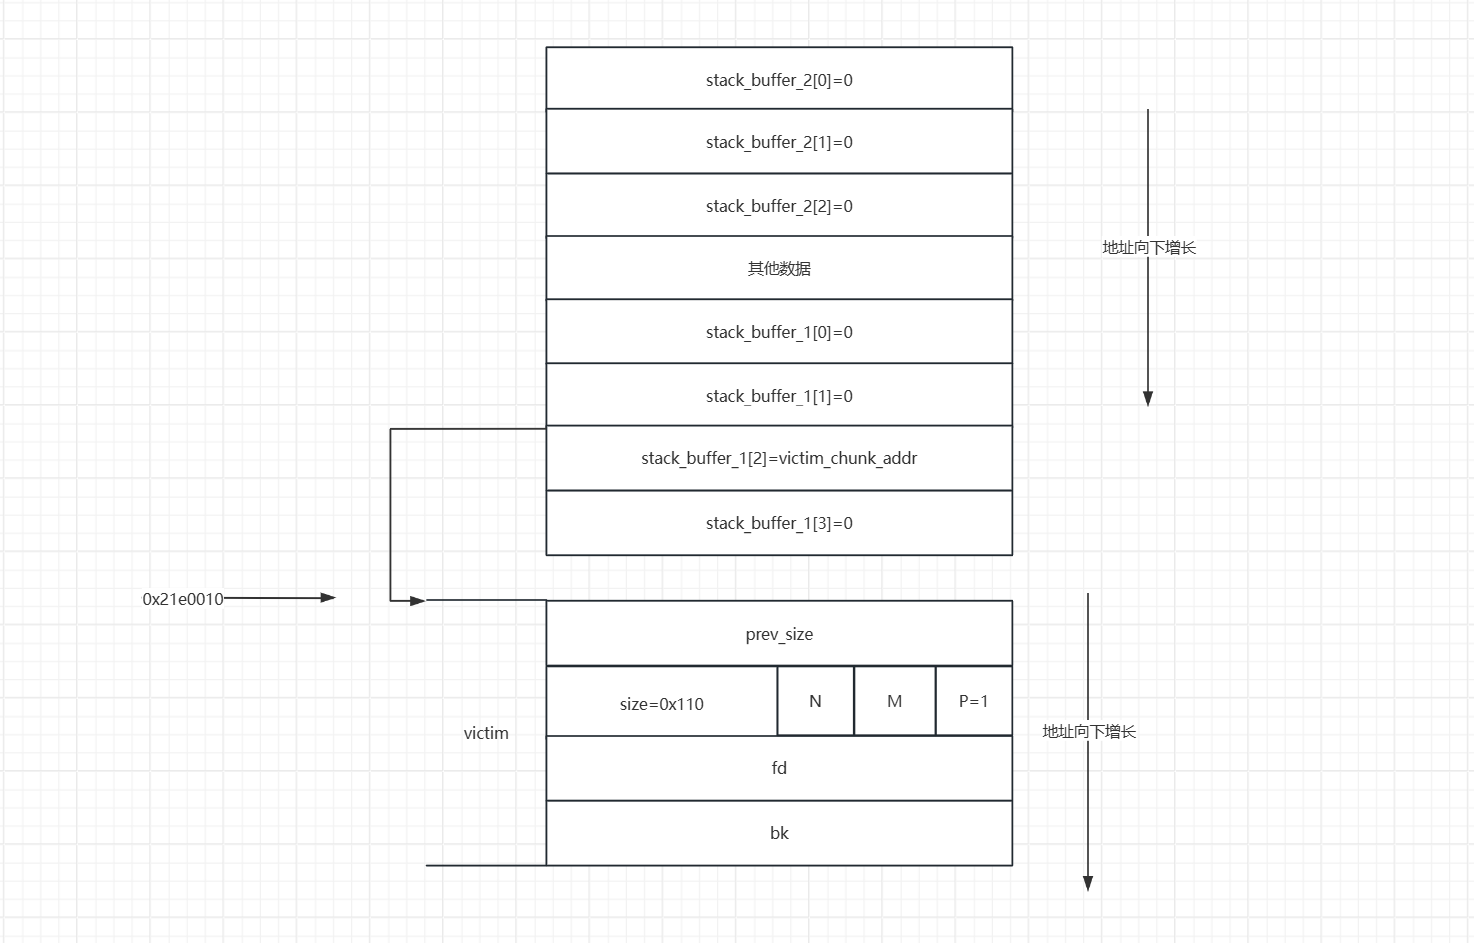 stack_buffer_2[0]=0
stack_buffer_2[1]=0
stack_buffer_2[2]=0
地址向下增长
其他数据
stack_buffer_1[0]=0
stack_buffer_1[1]=0
stack_buffer_1[2]=victim_chunk_addr
stack_buffer_1[3]=0
0x21e0010
prev_size
size=0x110
N
M
P=1
victim
地址向下增长
fd
bk